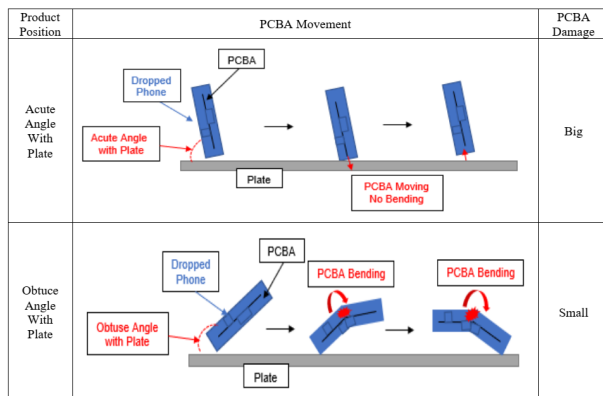 Product
Position
PCBA Movement
PCBA
Damage
Acute
Angle
With
Plate
PCBA
Dropped
Phone
Acute Angle
with Plate
Plate
PCBA Moving
No Bending
Big
Obtuce
Angle
With
Plate
PCBA
Dropped
Phone
PCBA Bending
PCBA Bending
Obtuse Angle
with Plate
Plate
Small